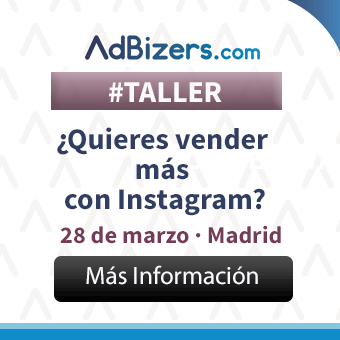 AdBizers.com
#TALLER
¿Quieres vender
más
con Instagram?
28 de marzo · Madrid
Más Información